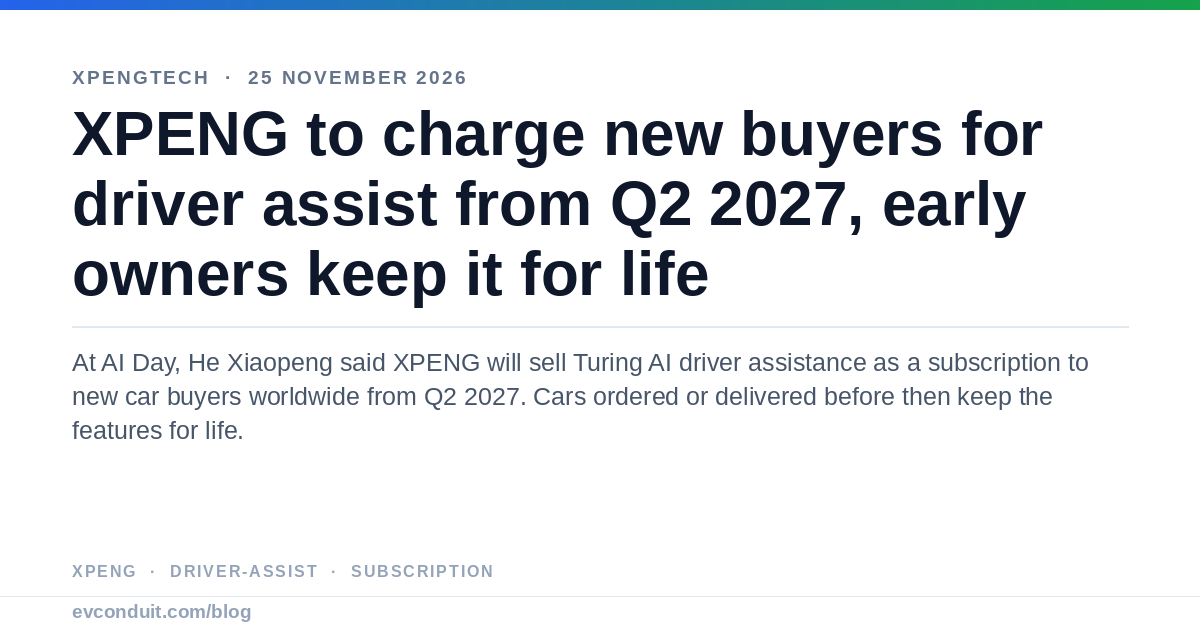 XPENGTECH · 25 NOVEMBER 2026
XPENG to charge new buyers for
driver assist from Q2 2027, early
owners keep it for life
At AI Day, He Xiaopeng said XPENG will sell Turing AI driver assistance as a subscription to
new car buyers worldwide from Q2 2027. Cars ordered or delivered before then keep the
features for life.
XPENG · DRIVER-ASSIST · SUBSCRIPTION
evconduit.com/blog